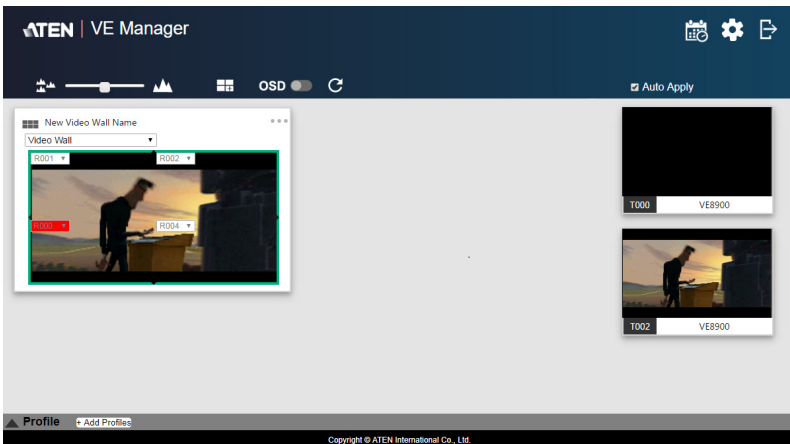 ATEN | VE Manager
OSD
Auto Apply
New Video Wall Name
Video Wall
R001
R002
R000
R004
T000 VE8900
T002 VE8900
Profile + Add Profiles
Copyright © ATEN International Co., Ltd.